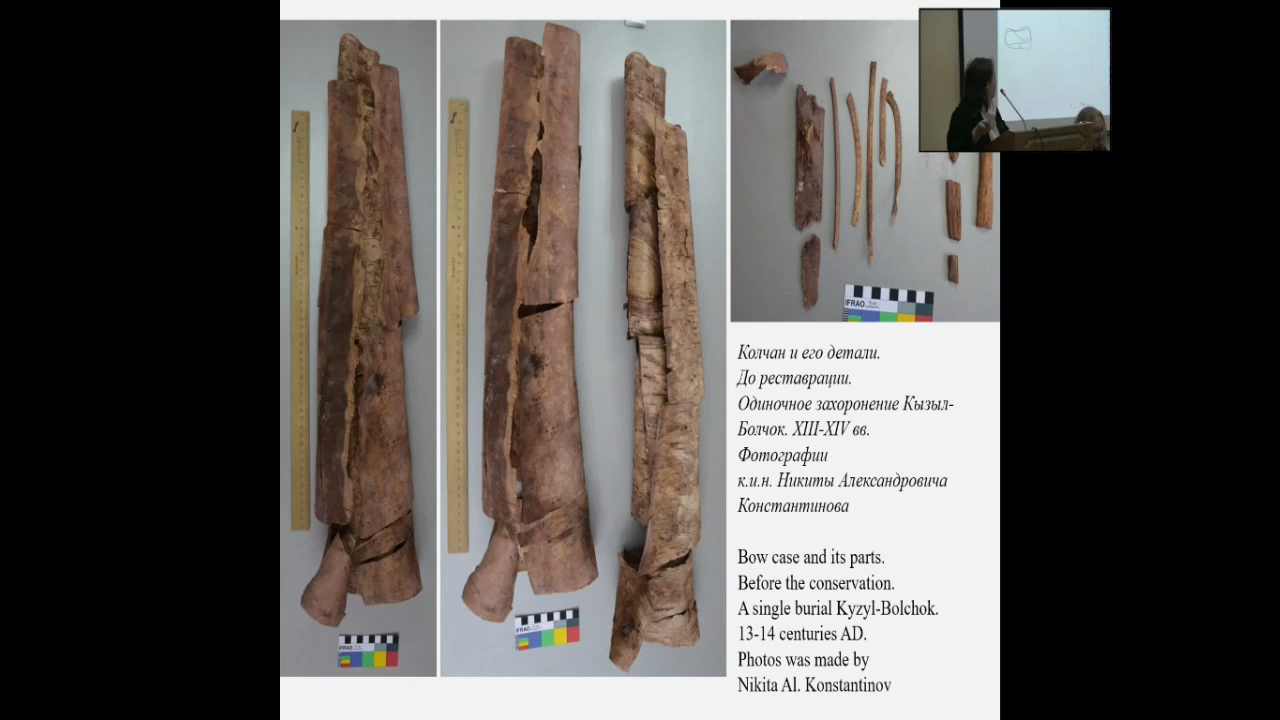 IFRAO
IFRAO
IFRAO
Колчан и его детали.
До реставрации.
Одиночное захоронение Кызыл-
Болчок. XIII-XIV вв.
Фотографии
к.и.н. Никиты Александровича
Константинова
Bow case and its parts.
Before the conservation.
A single burial Kyzyl-Bolchok.
13-14 centuries AD.
Photos was made by
Nikita Al. Konstantinov